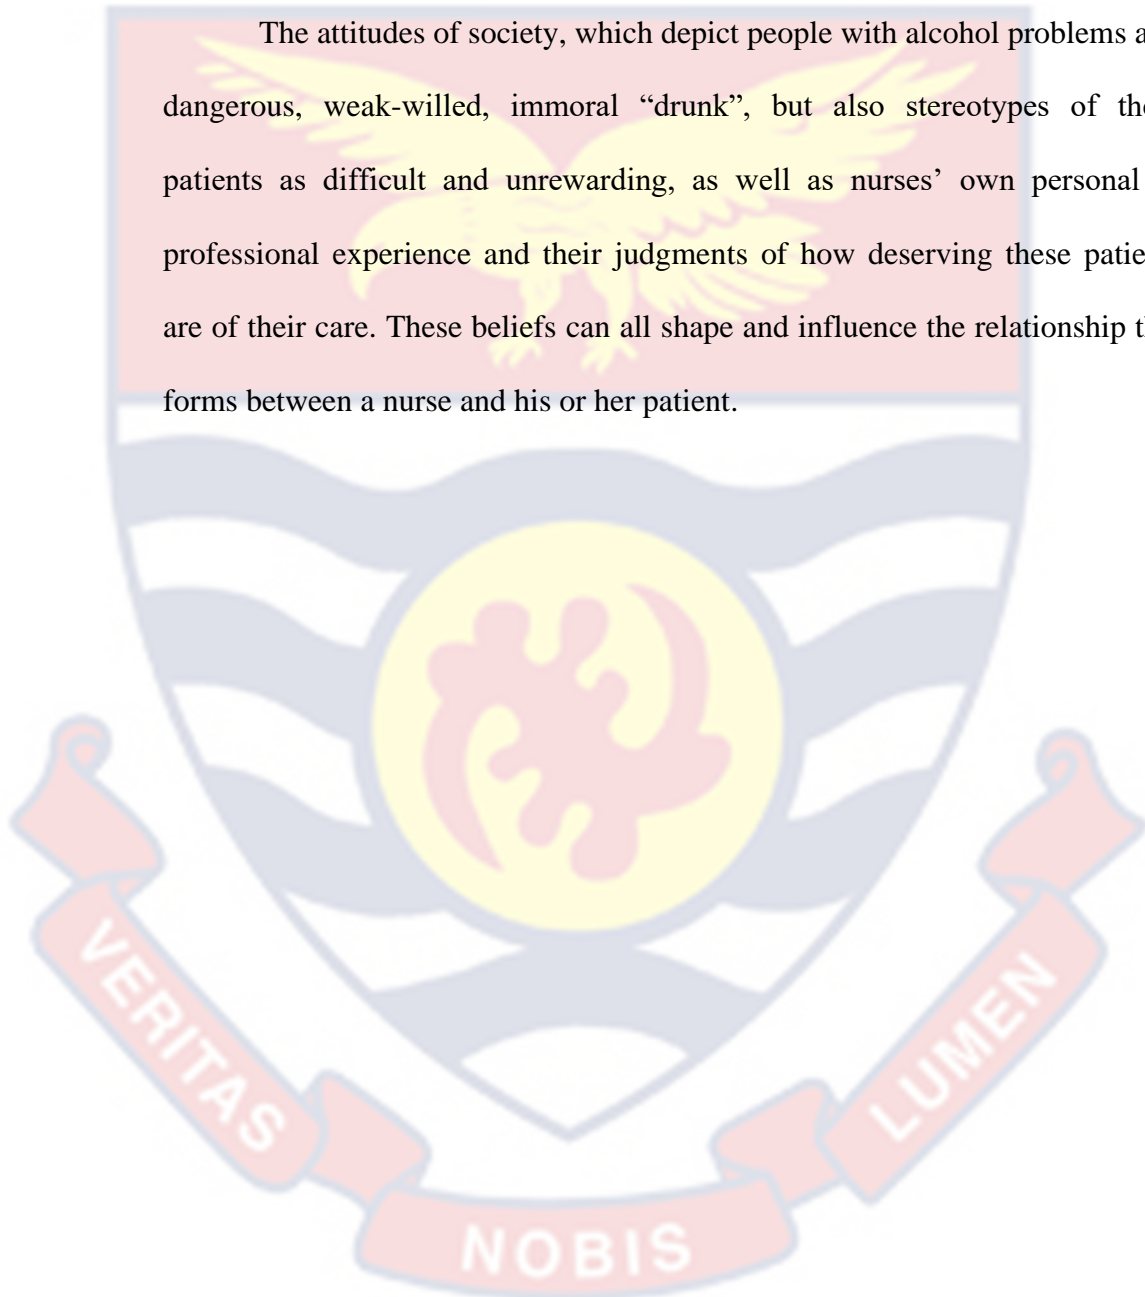 The attitudes of society, which depict people with alcohol problems a
dangerous, weak-willed, immoral “drunk”, but also stereotypes of the
patients as difficult and unrewarding, as well as nurses’ own personal
professional experience and their judgments of how deserving these patie
are of their care. These beliefs can all shape and influence the relationship t
forms between a nurse and his or her patient.
VERITAS
NOBIS
LUMEN